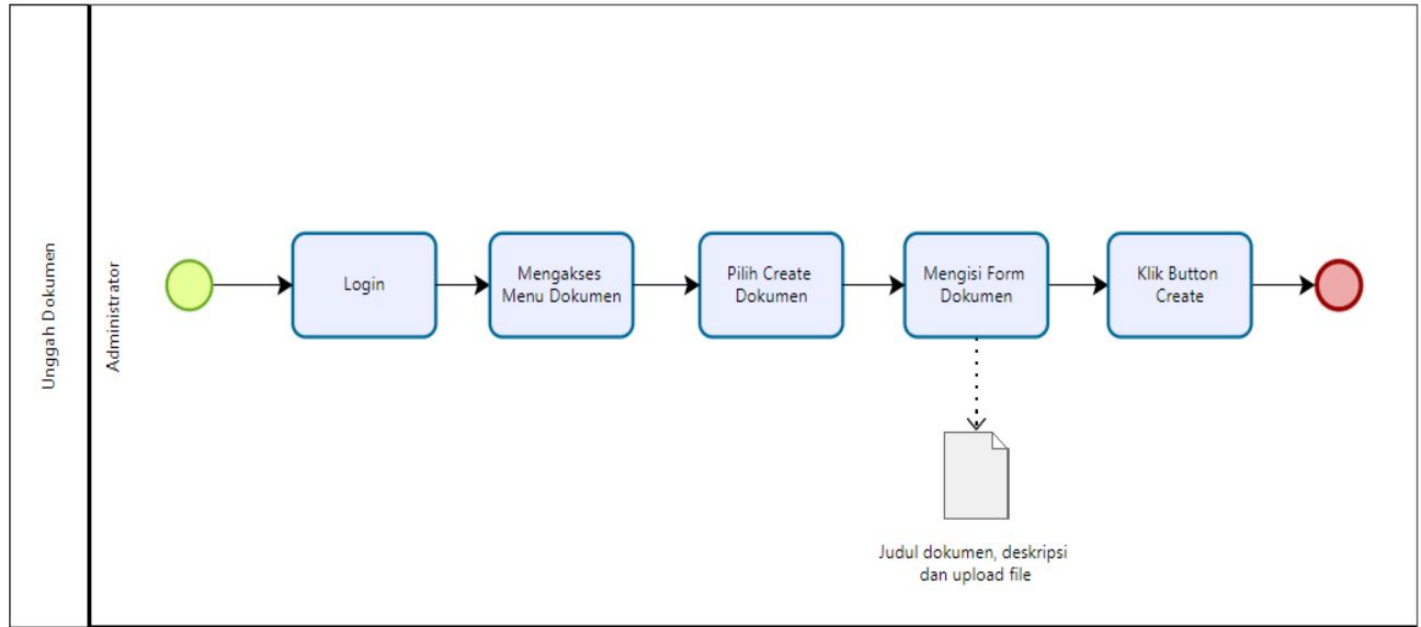 Unggah Dokumen
Administrator
Login
Mengakses
Menu Dokumen
Pilih Create
Dokumen
Mengisi Form
Dokumen
Klik Button
Create
Judul dokumen, deskripsi
dan upload file